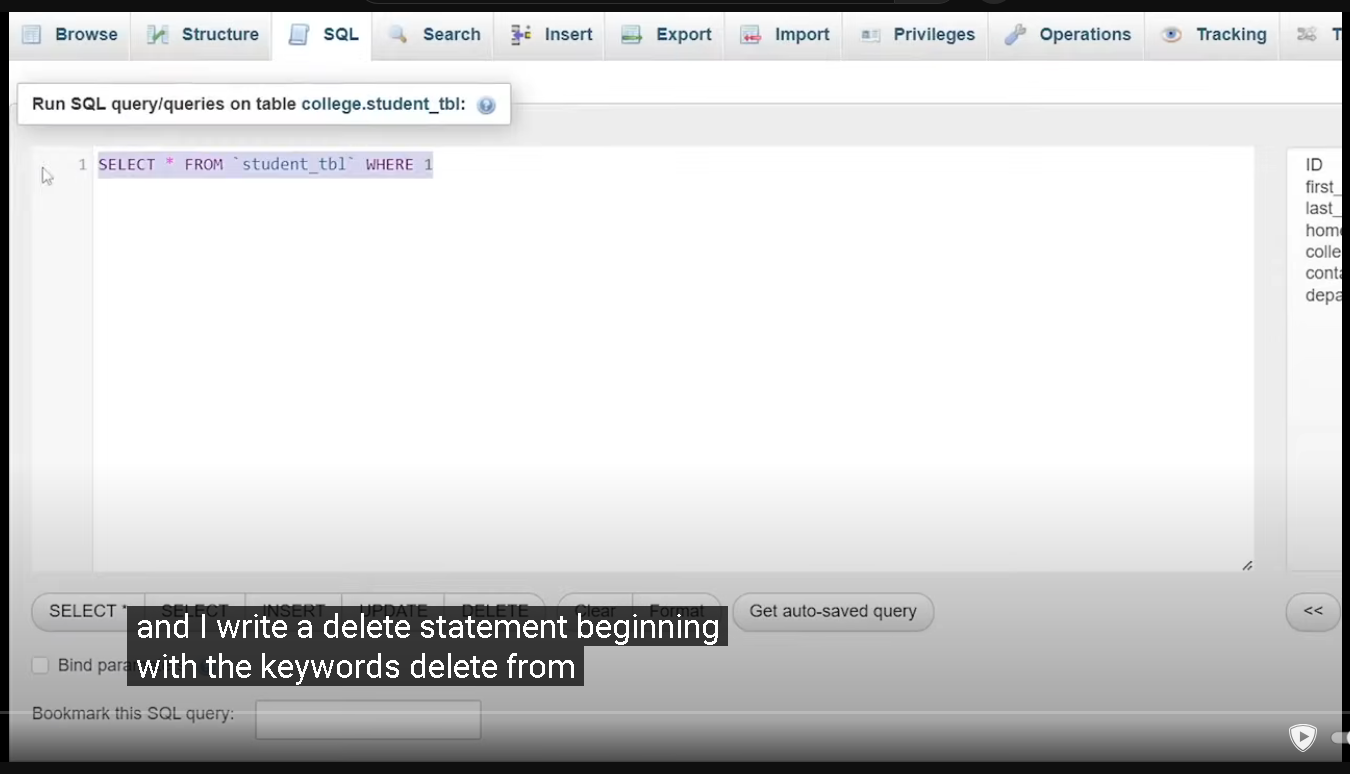 Browse Structure SQL Search Insert Export Import Privileges Operations Tracking
Run SQL query/queries on table college.student_tbl:
1 SELECT * FROM `student_tbl` WHERE 1
ID
first_
last_
home
colle
conta
depa
SELECT * SELECT INSERT UPDATE DELETE Clear Format Get auto-saved query <<
and I write a delete statement beginning
with the keywords delete from
Bind para
Bookmark this SQL query: